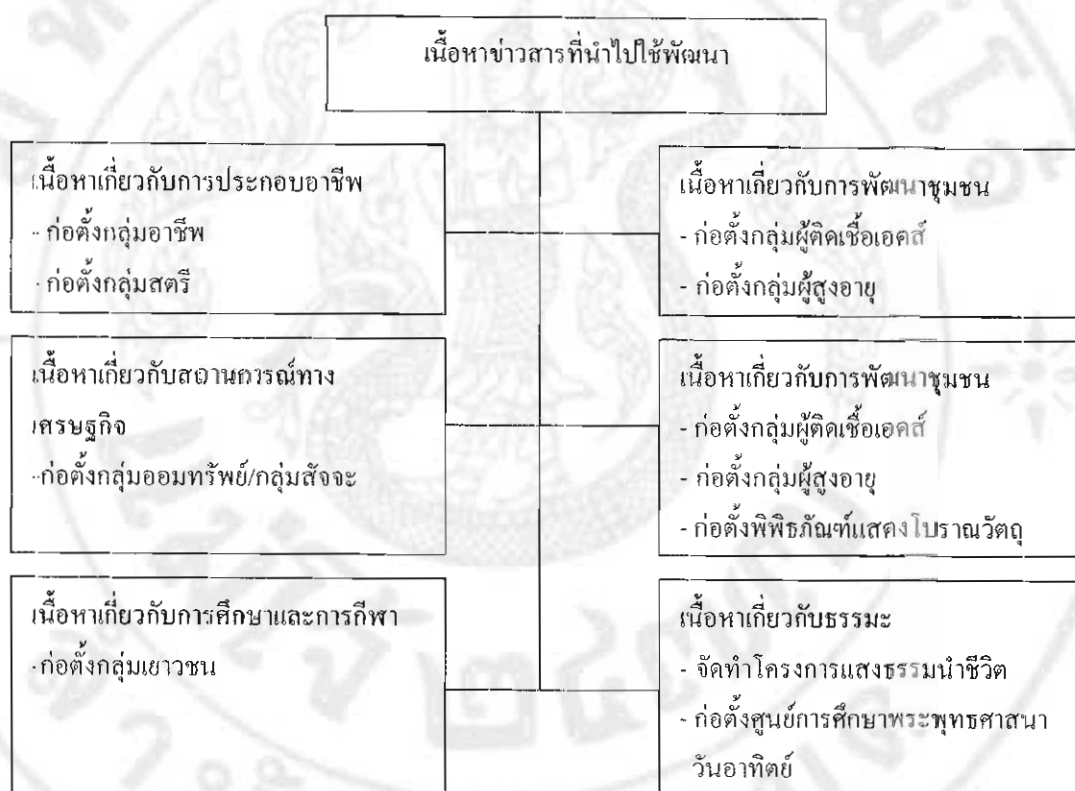 เนื้อหาข่าวสารที่นำไปใช้พัฒนา
เนื้อหาเกี่ยวกับการประกอบอาชีพ
- ก่อตั้งกลุ่มอาชีพ
- ก่อตั้งกลุ่มสตรี
เนื้อหาเกี่ยวกับการพัฒนาชุมชน
- ก่อตั้งกลุ่มผู้ติดเชื้อเอดส์
- ก่อตั้งกลุ่มผู้สูงอายุ
เนื้อหาเกี่ยวกับสถานการณ์ทาง
เศรษฐกิจ
-ก่อตั้งกลุ่มออมทรัพย์/กลุ่มสัจจะ
เนื้อหาเกี่ยวกับการพัฒนาชุมชน
- ก่อตั้งกลุ่มผู้ติดเชื้อเอดส์
- ก่อตั้งกลุ่มผู้สูงอายุ
- ก่อตั้งพิพิธภัณฑ์แสดงโบราณวัตถุ
เนื้อหาเกี่ยวกับการศึกษาและการกีฬา
-ก่อตั้งกลุ่มเยาวชน
เนื้อหาเกี่ยวกับธรรมะ
- จัดทำโครงการแสงธรรมนำชีวิต
- ก่อตั้งศูนย์การศึกษาพระพุทธศาสนา
วันอาทิตย์